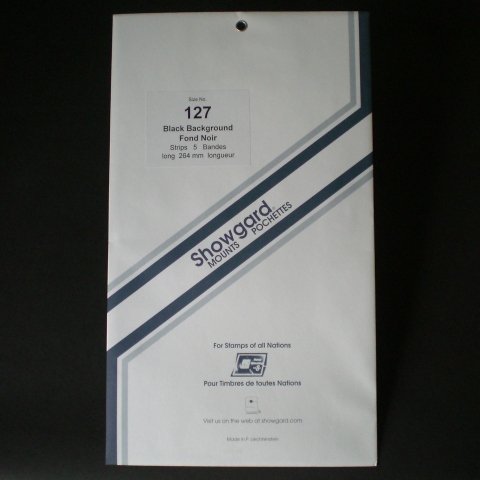 Size No.
127
Black Background
Fond Noir
Strips 5 Bandes
long 264 mm longueur
Showgard®
MOUNTS POCHETTES
For Stamps of all Nations
Pour Timbres de toutes Nations
Visit us on the web at showgard.com
Made in P. Liechtenstein